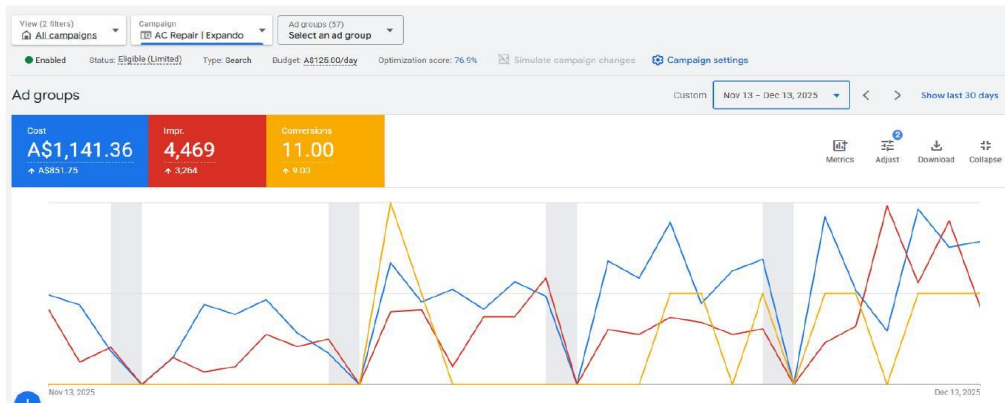 View (2 filters)
All campaigns
Campaign
AC Repair | Expando
Ad groups (57)
Select an ad group
Enabled Status: Eligible (Limited) Type: Search Budget: A$125.00/day Optimization score: 76.9% Simulate campaign changes Campaign settings
Ad groups
Custom Nov 13 – Dec 13, 2025 Show last 30 days
Cost
A$1,141.36
A$851.75
Impr.
4,469
3,264
Conversions
11.00
9.00
Metrics
2
Adjust
Download
Collapse
Nov 13, 2025
Dec 13, 2025